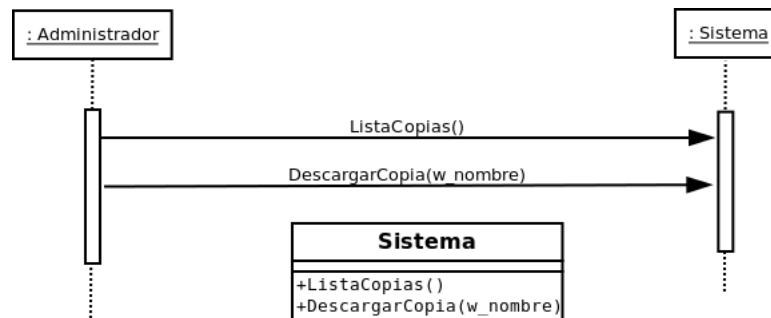 : Administrador
: Sistema
ListaCopias()
DescargarCopia(w_nombre)
Sistema
+ListaCopias()
+DescargarCopia(w_nombre)